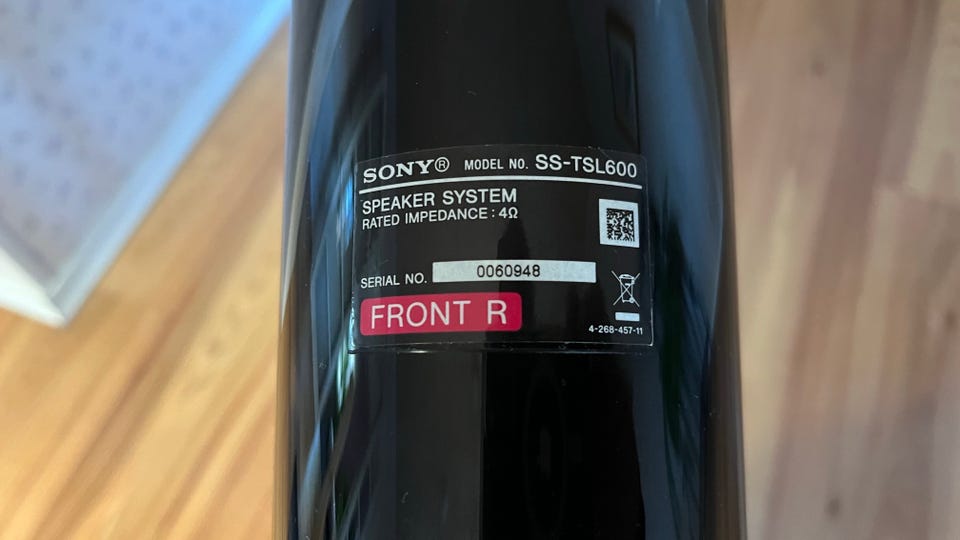 SONY® MODEL NO. SS-TSL600
SPEAKER SYSTEM
RATED IMPEDANCE : 4Ω
SERIAL NO. 0060948
FRONT R
4-268-457-11